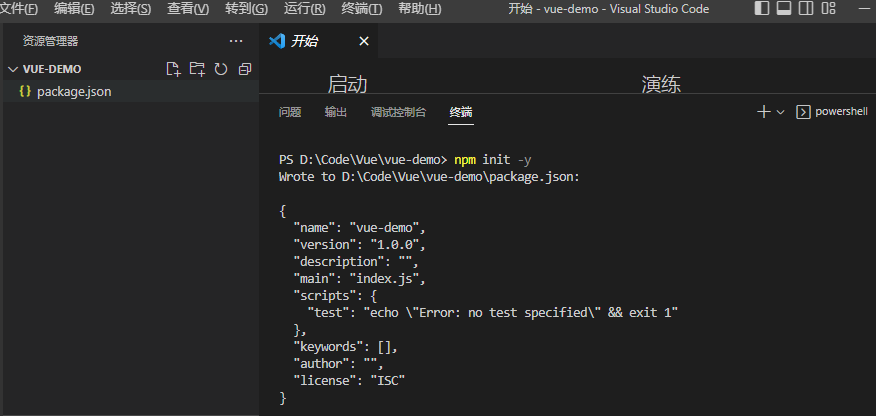 文件(F) 编辑(E) 选择(S) 查看(V) 转到(G) 运行(R) 终端(T) 帮助(H) 开始 - vue-demo - Visual Studio Code
资源管理器 ···
开始
VUE-DEMO
{} package.json
启动 演练
问题 输出 调试控制台 终端 powershell
PS D:\Code\Vue\vue-demo> npm init -y
Wrote to D:\Code\Vue\vue-demo\package.json:
{
"name": "vue-demo",
"version": "1.0.0",
"description": "",
"main": "index.js",
"scripts": {
"test": "echo \"Error: no test specified\" && exit 1"
},
"keywords": [],
"author": "",
"license": "ISC"
}